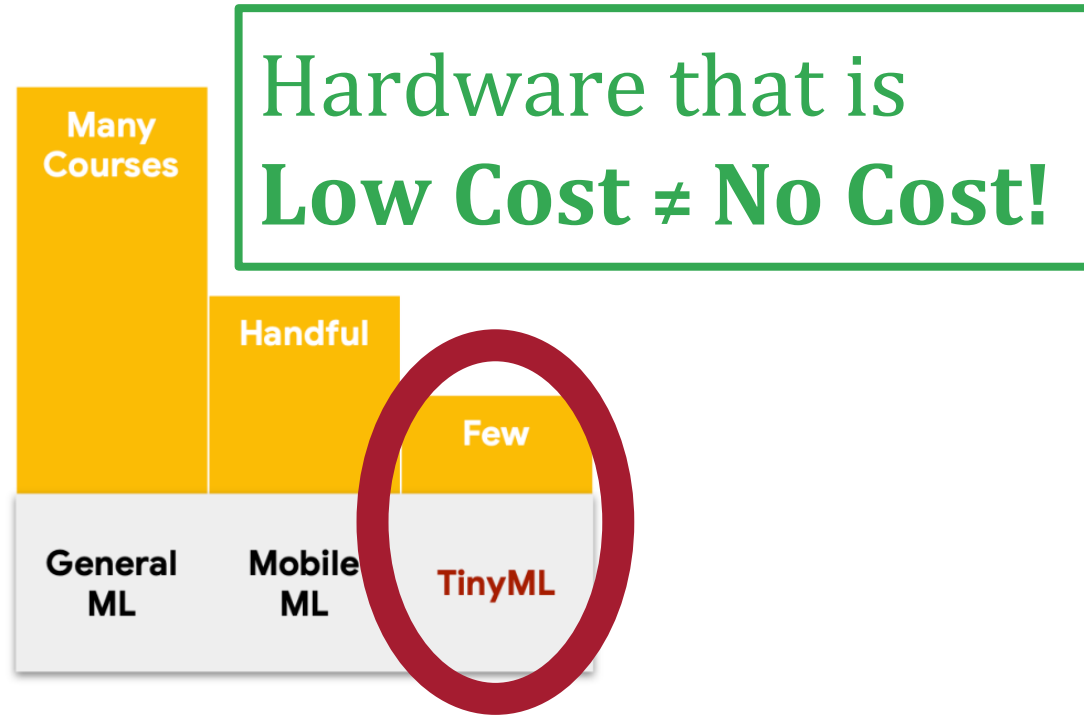 Hardware that is
Low Cost ≠ No Cost!
Many
Courses
Handful
Few
General
ML
Mobile
ML
TinyML